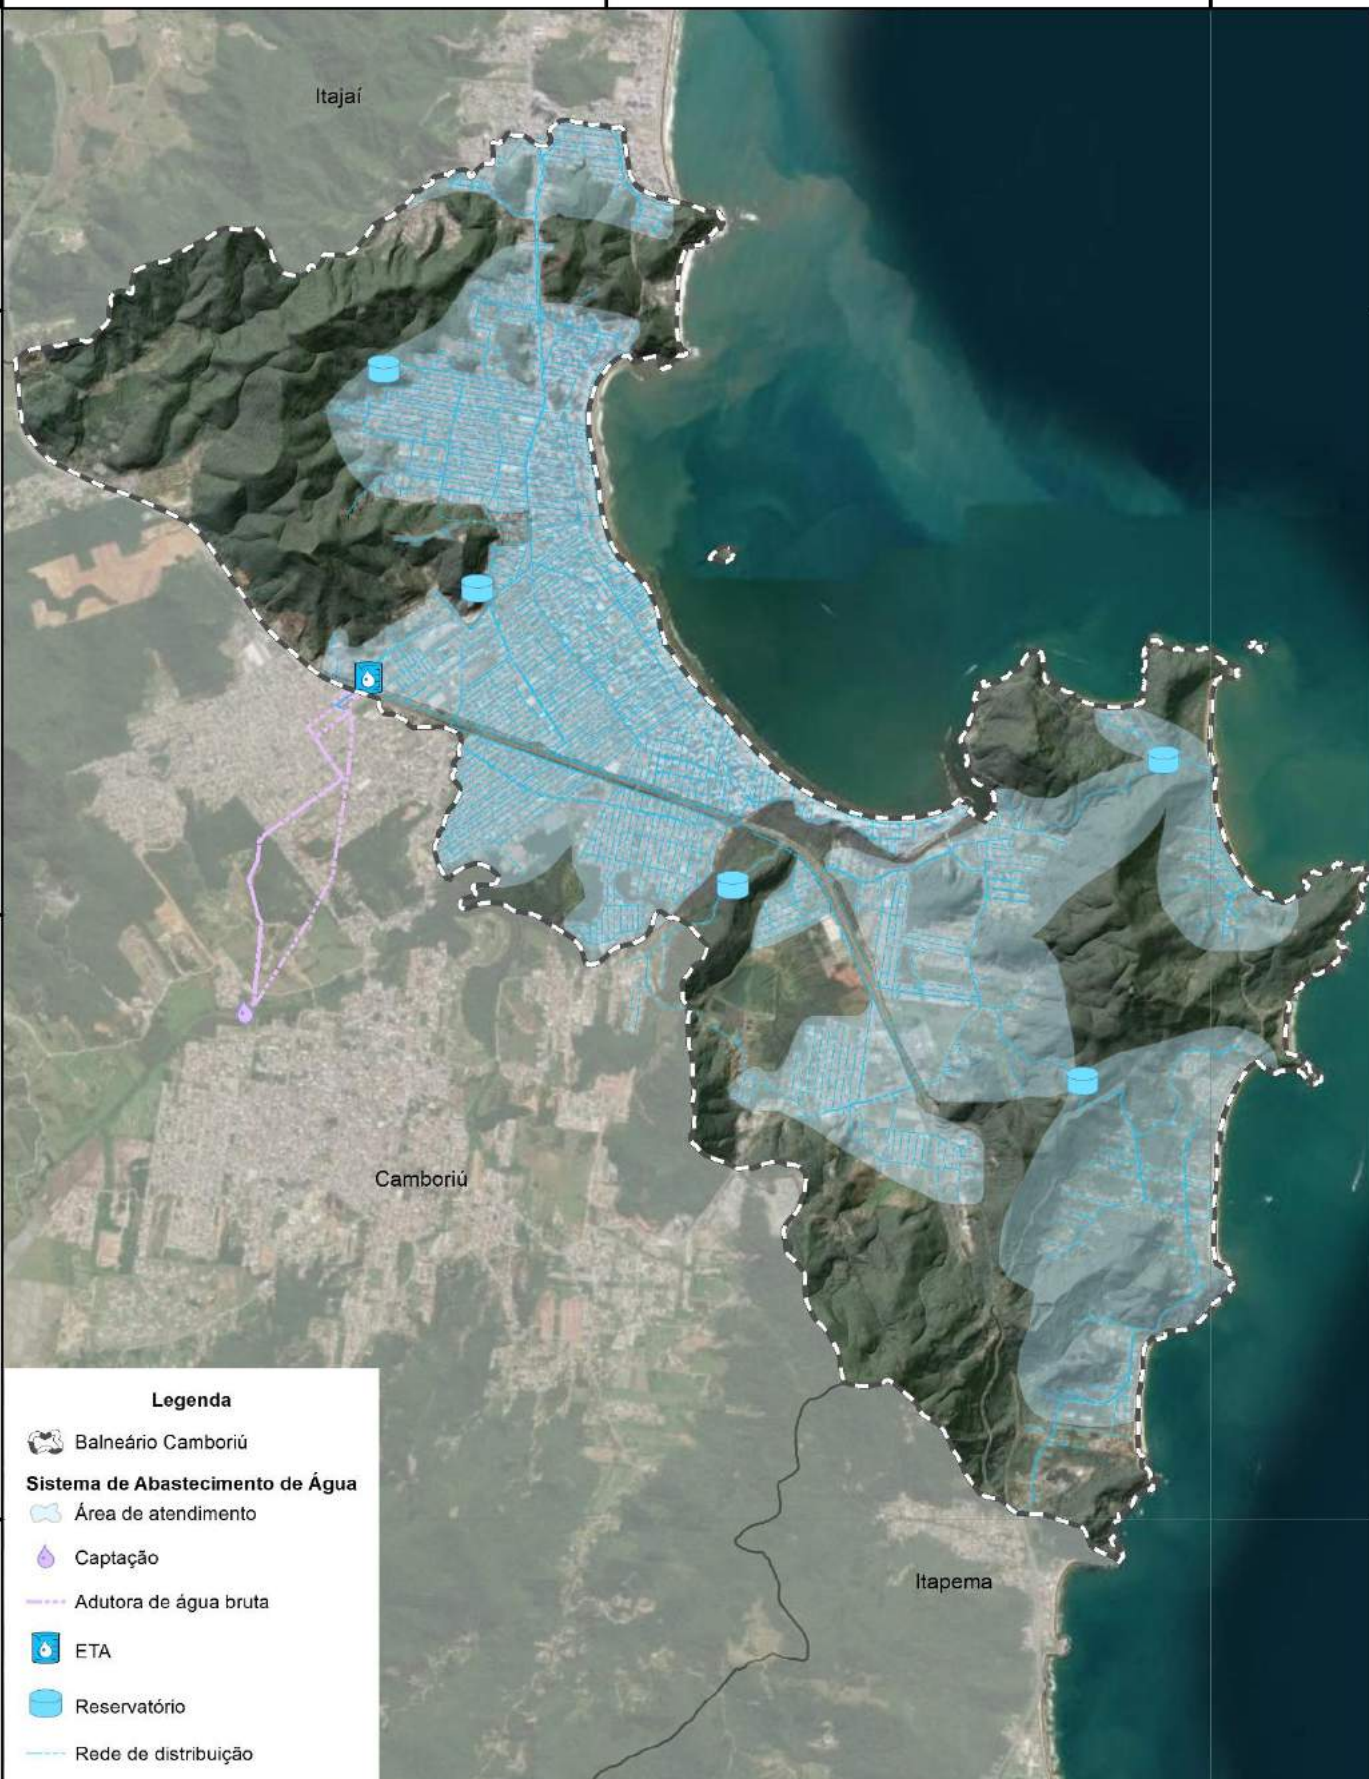 Itajaí
Camboriú
Itapema
Legenda
Balneário Camboriú
Sistema de Abastecimento de Água
Área de atendimento
Captação
Adutora de água bruta
ETA
Reservatório
Rede de distribuição